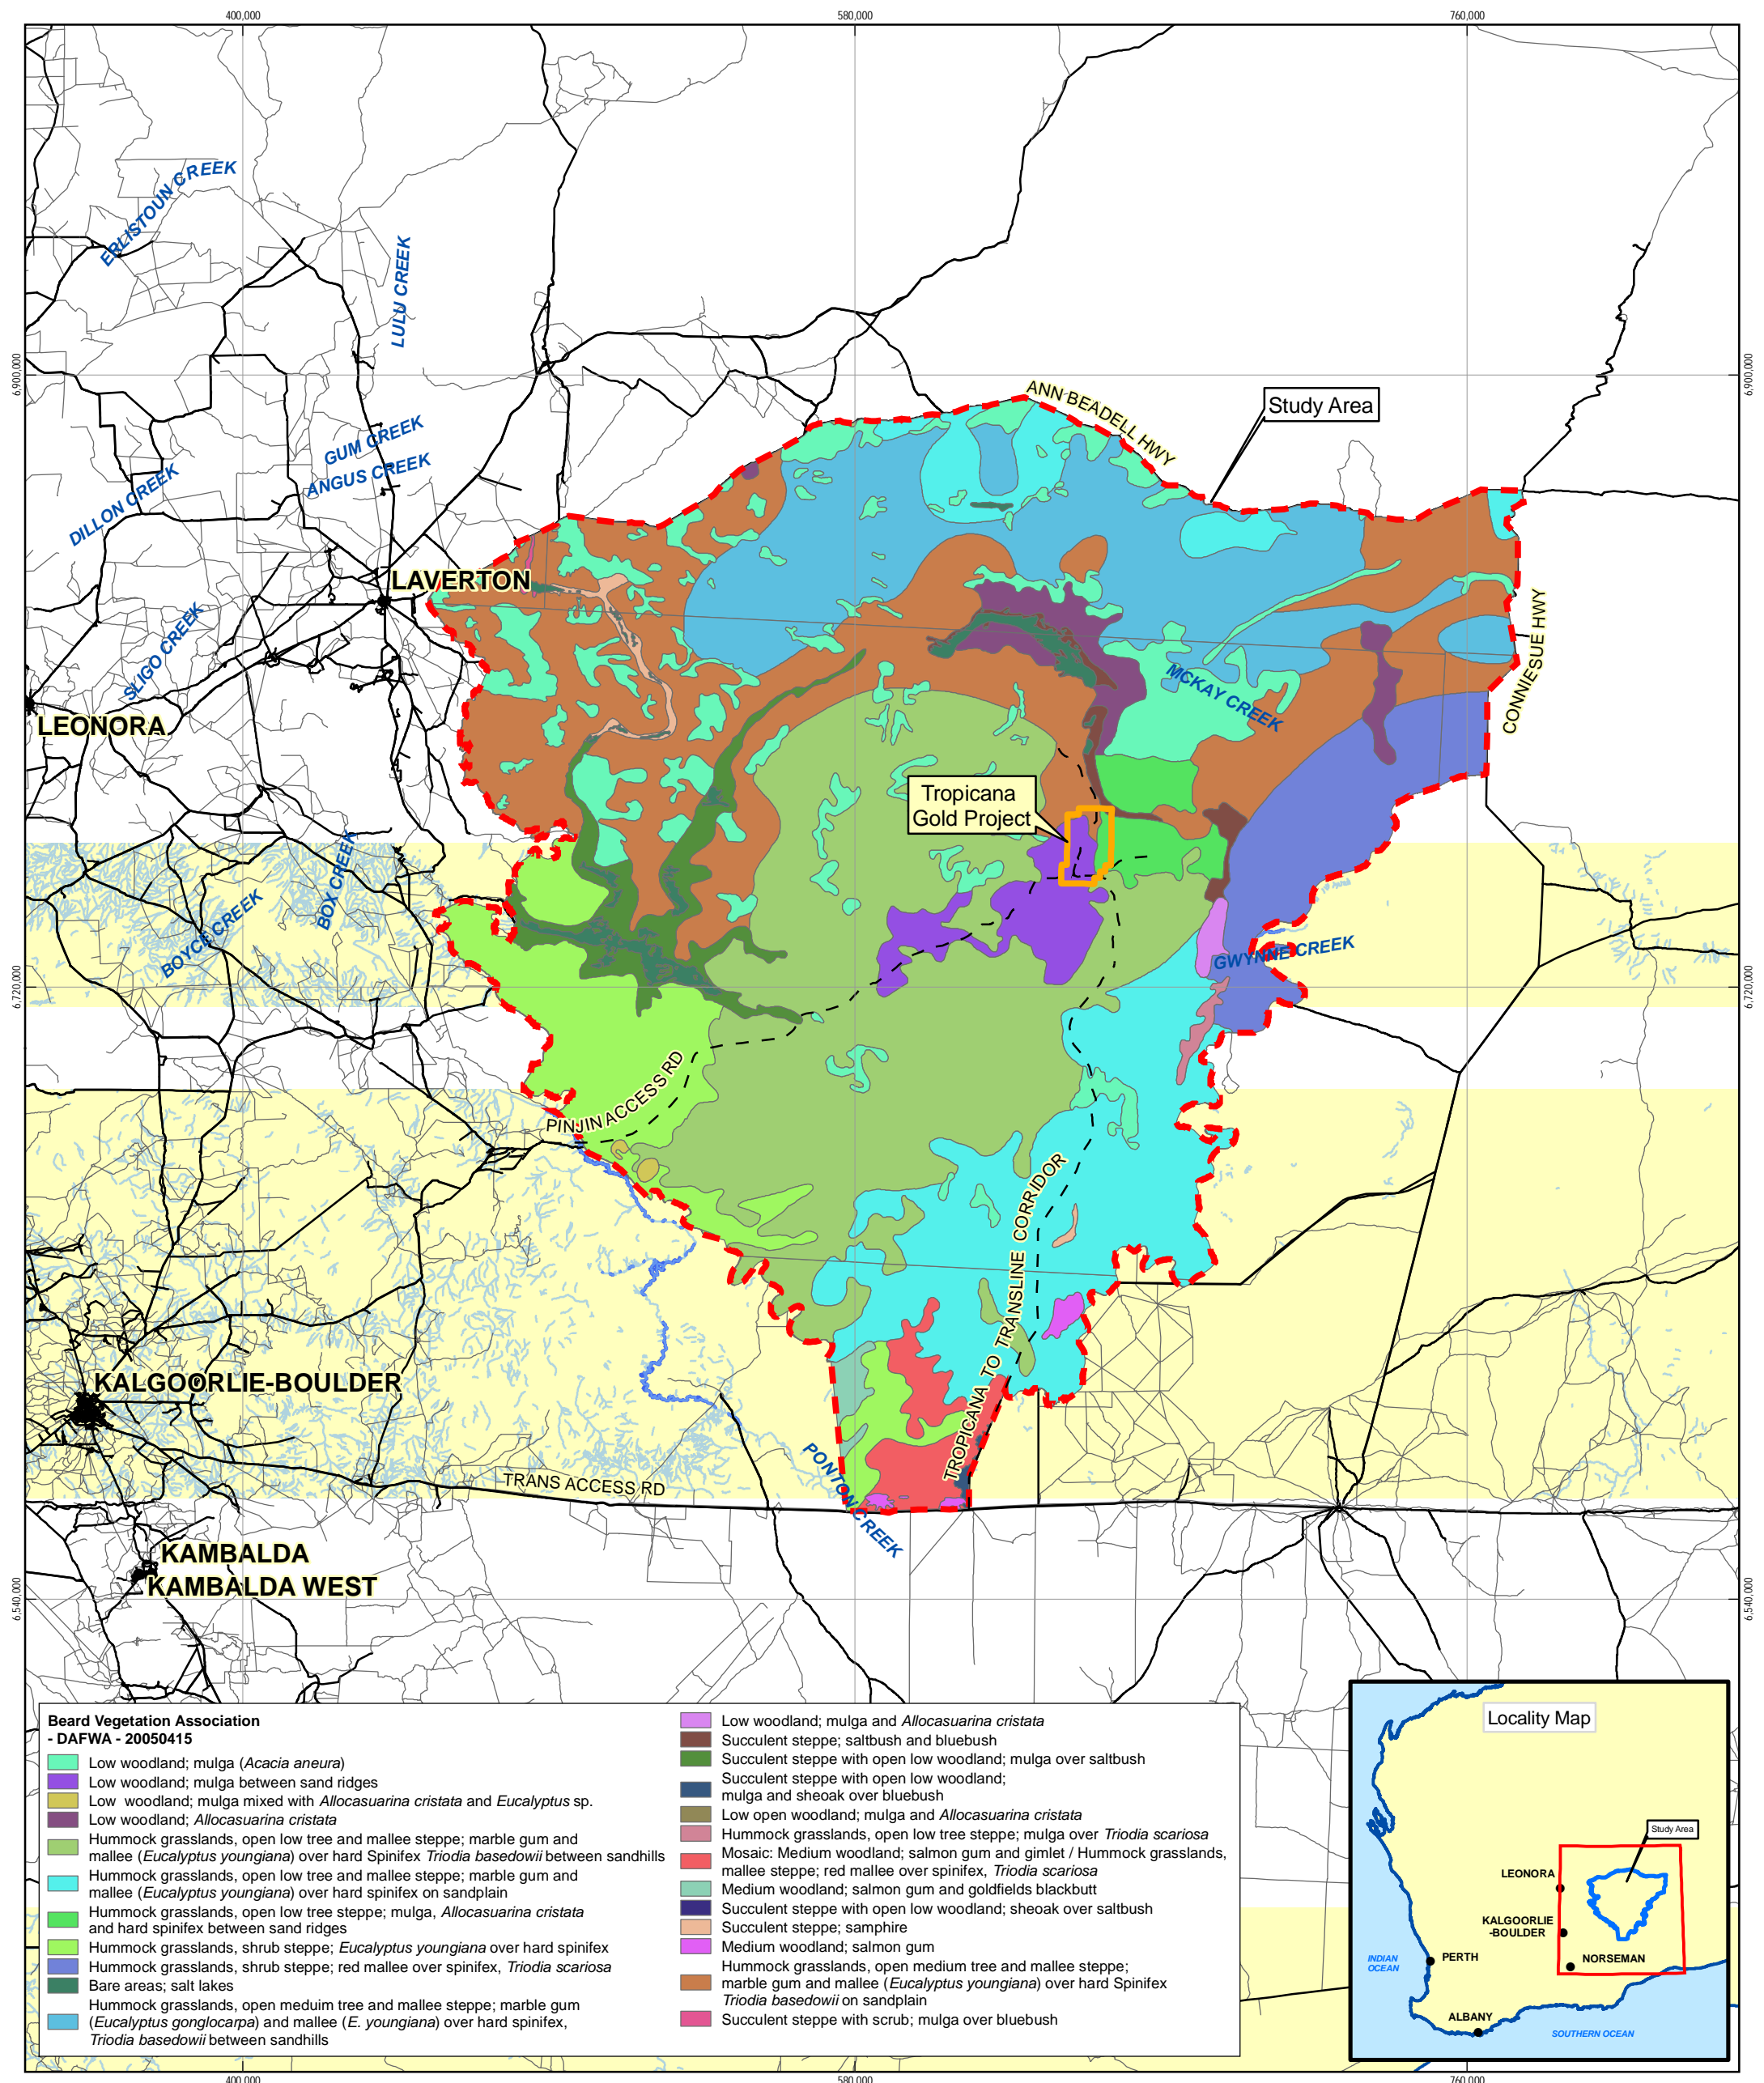 400,000
580,000
760,000
ERLISTOUN CREEK
LULU CREEK
6,900,000
6,900,000
ANN BEADELL HWY
Study Area
GUM CREEK
ANGUS CREEK
DILLON CREEK
LAVERTON
SLIGO CREEK
CONNIE SUE HWY
MCKAY CREEK
LEONORA
Tropicana
Gold Project
BOX CREEK
BOYCE CREEK
GWYNNE CREEK
6,720,000
6,720,000
PINJIN ACCESS RD
TROPICANA TO TRANSLINE CORRIDOR
KALGOORLIE-BOULDER
PONTON CREEK
TRANS ACCESS RD
KAMBALDA
KAMBALDA WEST
6,540,000
6,540,000
Beard Vegetation Association
- DAFWA - 20050415
Low woodland; mulga (Acacia aneura)
Low woodland; mulga between sand ridges
Low woodland; mulga mixed with Allocasuarina cristata and Eucalyptus sp.
Low woodland; Allocasuarina cristata
Hummock grasslands, open low tree and mallee steppe; marble gum and
mallee (Eucalyptus youngiana) over hard Spinifex Triodia basedowii between sandhills
Hummock grasslands, open low tree and mallee steppe; marble gum and
mallee (Eucalyptus youngiana) over hard spinifex on sandplain
Hummock grasslands, open low tree steppe; mulga, Allocasuarina cristata
and hard spinifex between sand ridges
Hummock grasslands, shrub steppe; Eucalyptus youngiana over hard spinifex
Hummock grasslands, shrub steppe; red mallee over spinifex, Triodia scariosa
Bare areas; salt lakes
Hummock grasslands, open meduim tree and mallee steppe; marble gum
(Eucalyptus gonglocarpa) and mallee (E. youngiana) over hard spinifex,
Triodia basedowii between sandhills
Low woodland; mulga and Allocasuarina cristata
Succulent steppe; saltbush and bluebush
Succulent steppe with open low woodland; mulga over saltbush
Succulent steppe with open low woodland;
mulga and sheoak over bluebush
Low open woodland; mulga and Allocasuarina cristata
Hummock grasslands, open low tree steppe; mulga over Triodia scariosa
Mosaic: Medium woodland; salmon gum and gimlet / Hummock grasslands,
mallee steppe; red mallee over spinifex, Triodia scariosa
Medium woodland; salmon gum and goldfields blackbutt
Succulent steppe with open low woodland; sheoak over saltbush
Succulent steppe; samphire
Medium woodland; salmon gum
Hummock grasslands, open medium tree and mallee steppe;
marble gum and mallee (Eucalyptus youngiana) over hard Spinifex
Triodia basedowii on sandplain
Succulent steppe with scrub; mulga over bluebush
Locality Map
Study Area
LEONORA
KALGOORLIE
-BOULDER
NORSEMAN
PERTH
INDIAN
OCEAN
ALBANY
SOUTHERN OCEAN
400,000
580,000
760,000